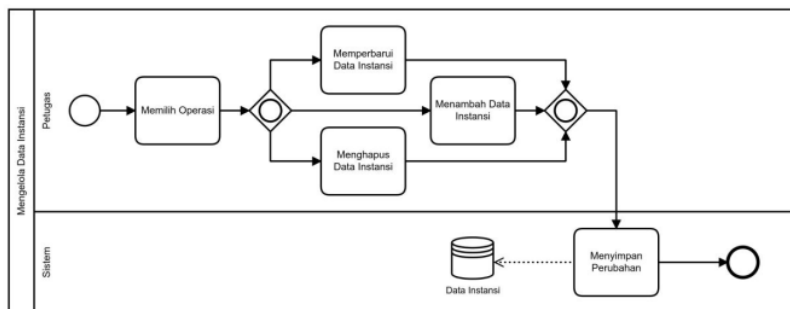 Mengelola Data Instansi
Petugas
Memilih Operasi
Memperbarui
Data Instansi
Menambah Data
Instansi
Menghapus
Data Instansi
Sistem
Data Instansi
Menyimpan
Perubahan